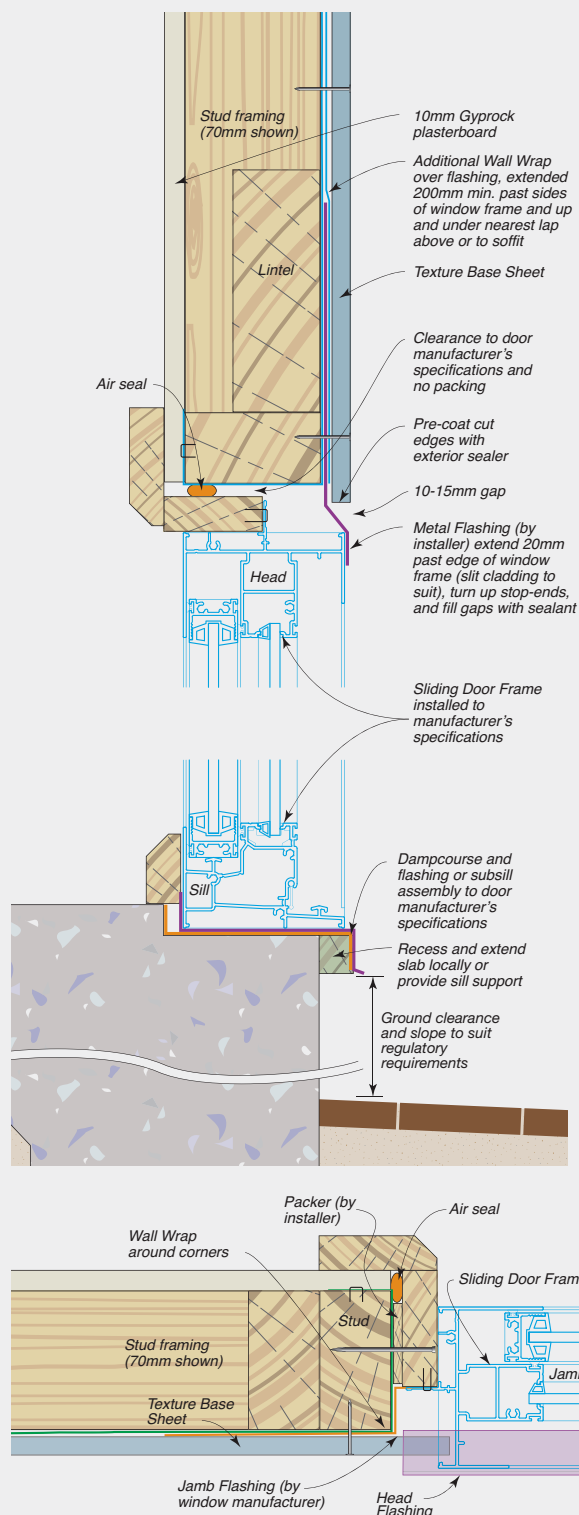 Stud framing
(70mm shown)
10mm Gyprock
plasterboard
Additional Wall Wrap
over flashing, extended
200mm min. past sides
of window frame and up
and under nearest lap
above or to soffit
Lintel
Texture Base Sheet
Clearance to door
manufacturer's
specifications and
no packing
Air seal
Pre-coat cut
edges with
exterior sealer
10-15mm gap
Metal Flashing (by
installer) extend 20mm
past edge of window
frame (slit cladding to
suit), turn up stop-ends,
and fill gaps with sealant
Head
Sliding Door Frame
installed to
manufacturer's
specifications
Sill
Dampcourse and
flashing or subsill
assembly to door
manufacturer's
specifications
Recess and extend
slab locally or
provide sill support
Ground clearance
and slope to suit
regulatory
requirements
Packer (by
installer)
Air seal
Wall Wrap
around corners
Sliding Door Fram
Stud
Stud framing
(70mm shown)
Jamb
Texture Base
Sheet
Jamb Flashing (by
window manufacturer)
Head
Flashing